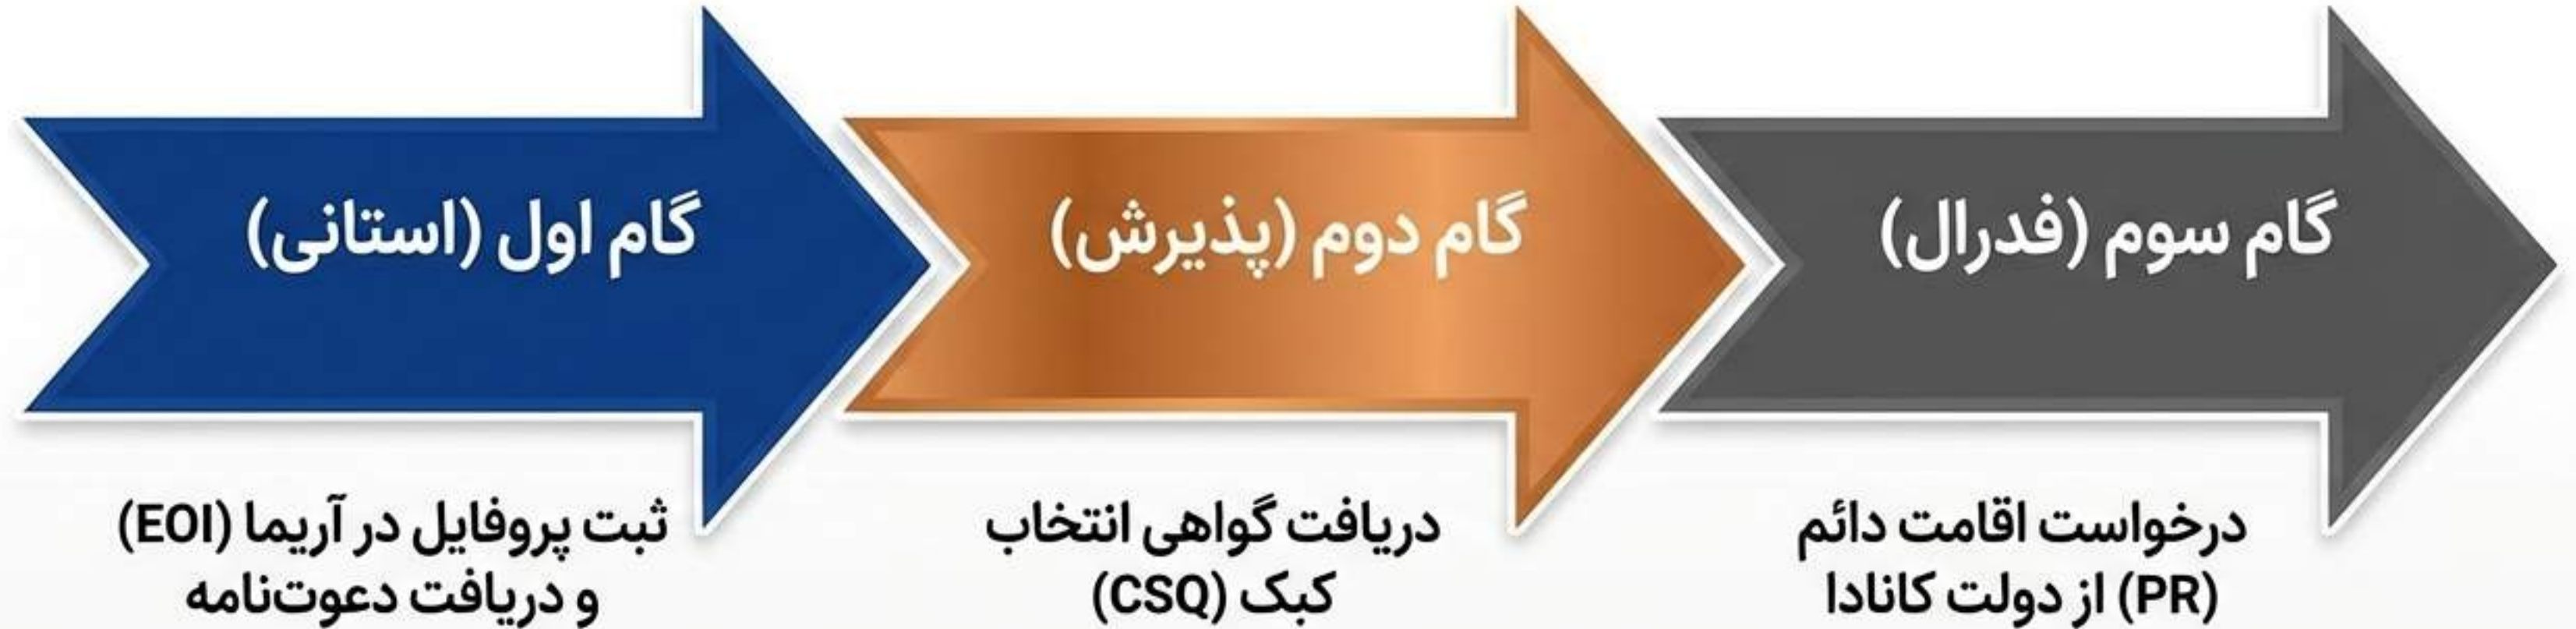 گام اول (استانی)
ثبت پروفایل در آریما (EOI)
و دریافت دعوت‌نامه
گام دوم (پذیرش)
دریافت گواهی انتخاب
کبک (CSQ)
گام سوم (فدرال)
درخواست اقامت دائم
(PR) از دولت کانادا